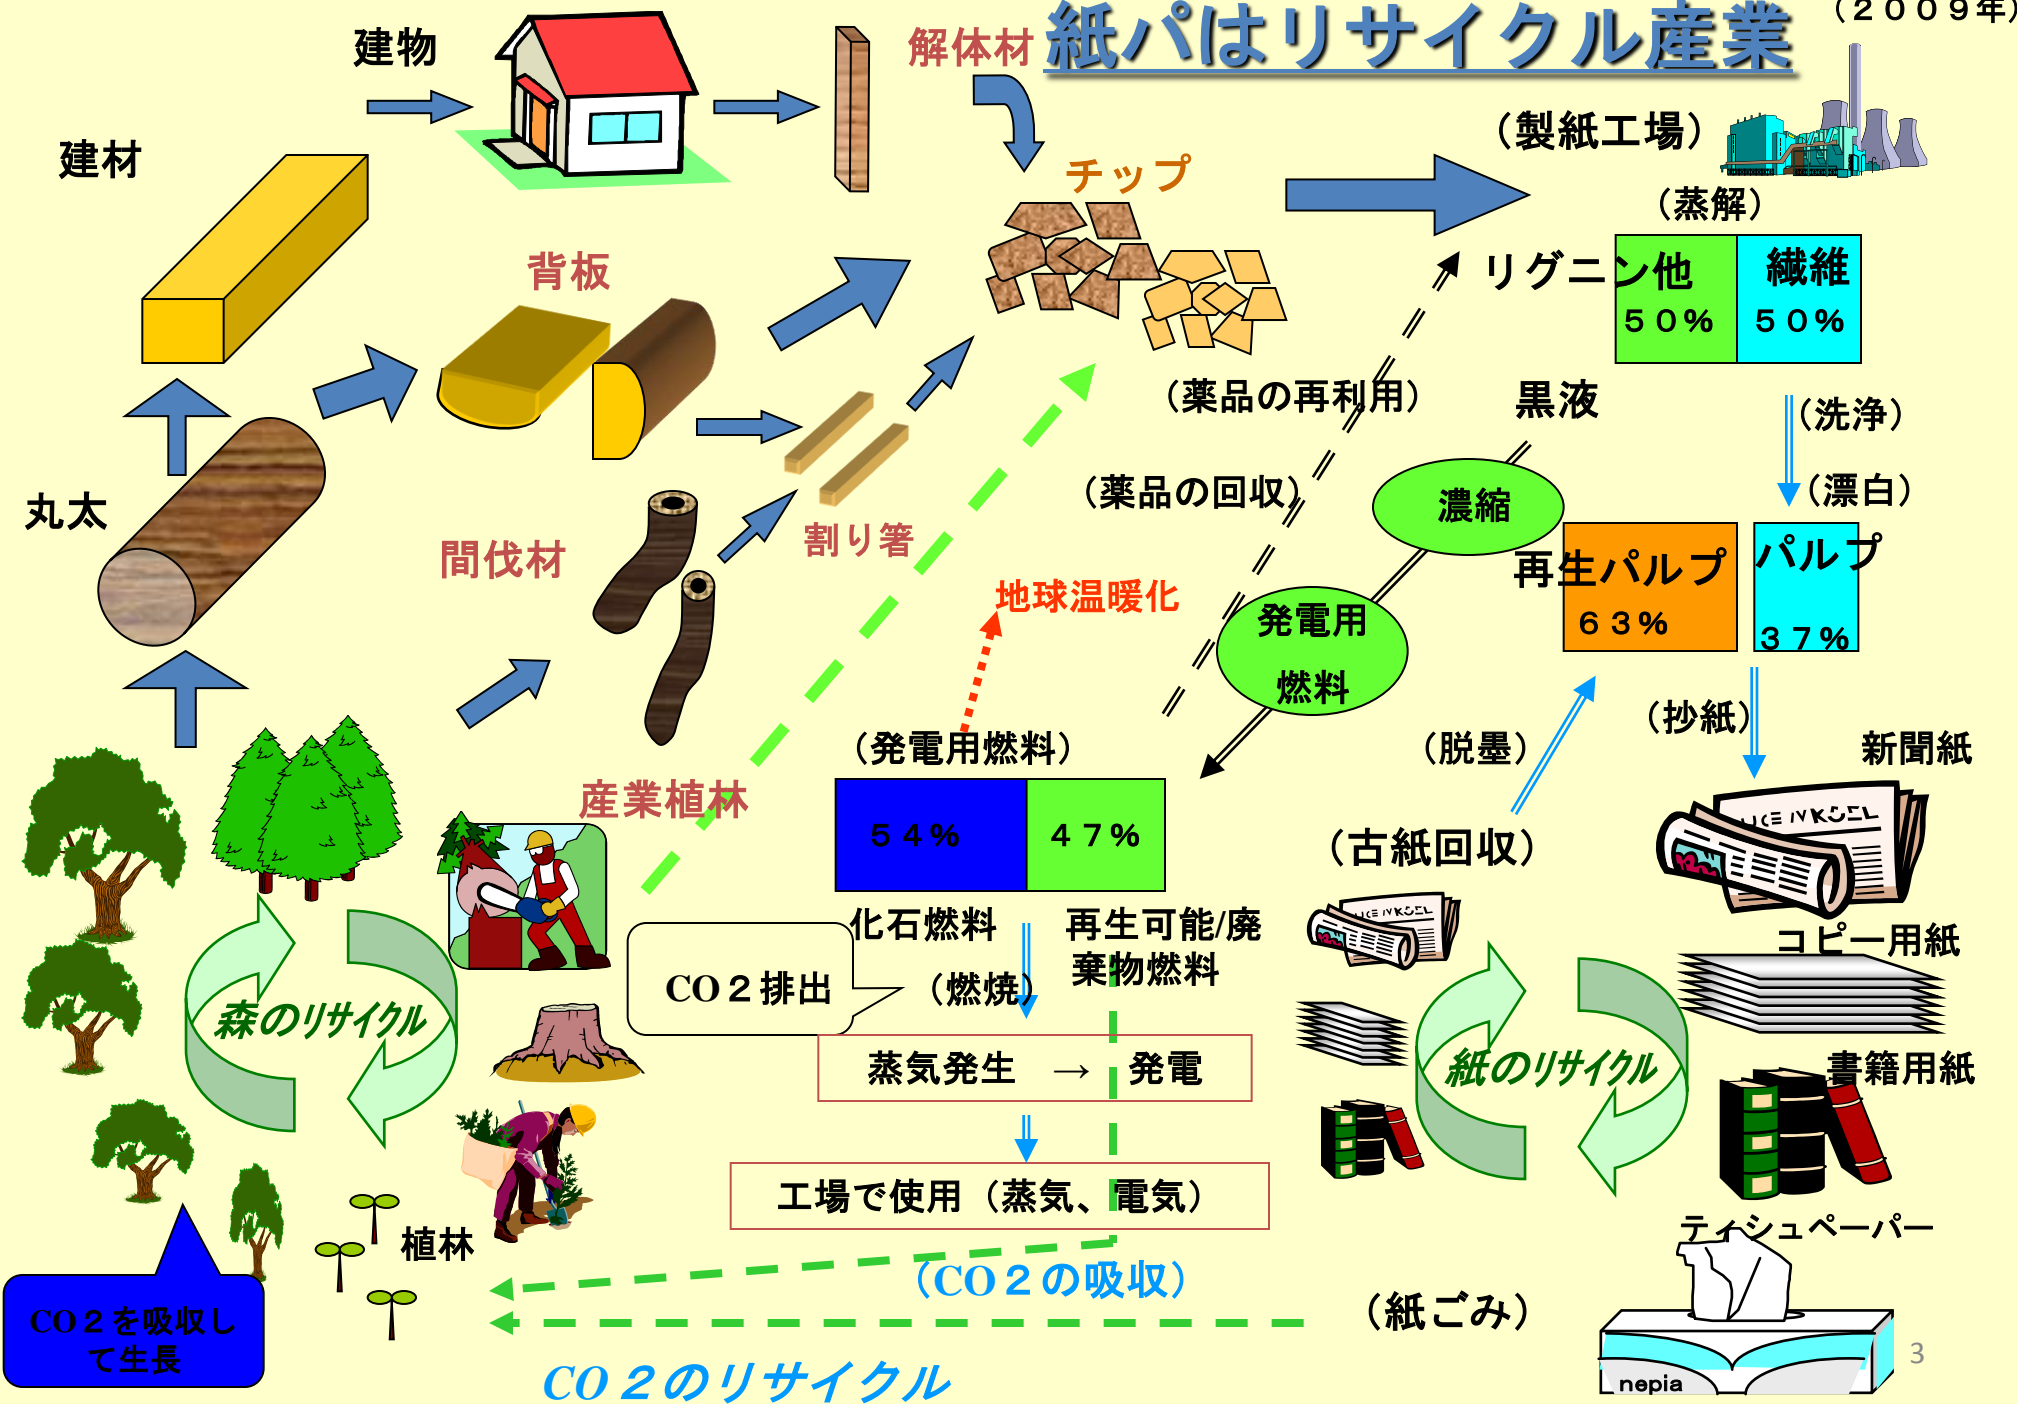 紙パはリサイクル産業
（２００９年）
建物
解体材
建材
チップ
（製紙工場）
（蒸解）
背板
リグニン他
５０%
繊維
５０%
（薬品の再利用）
黒液
（洗浄）
丸太
（薬品の回収）
濃縮
（漂白）
間伐材
割り箸
再生パルプ
６３%
パルプ
３７%
地球温暖化
発電用
燃料
（抄紙）
（発電用燃料）
（脱墨）
新聞紙
産業植林
５４%
４７%
（古紙回収）
化石燃料
再生可能/廃
棄物燃料
コピー用紙
CO２排出
（燃焼）
森のリサイクル
蒸気発生　→　発電
紙のリサイクル
書籍用紙
工場で使用（蒸気、電気）
植林
ティシュペーパー
（CO２の吸収）
（紙ごみ）
CO２を吸収し
て生長
CO２のリサイクル
nepia
3